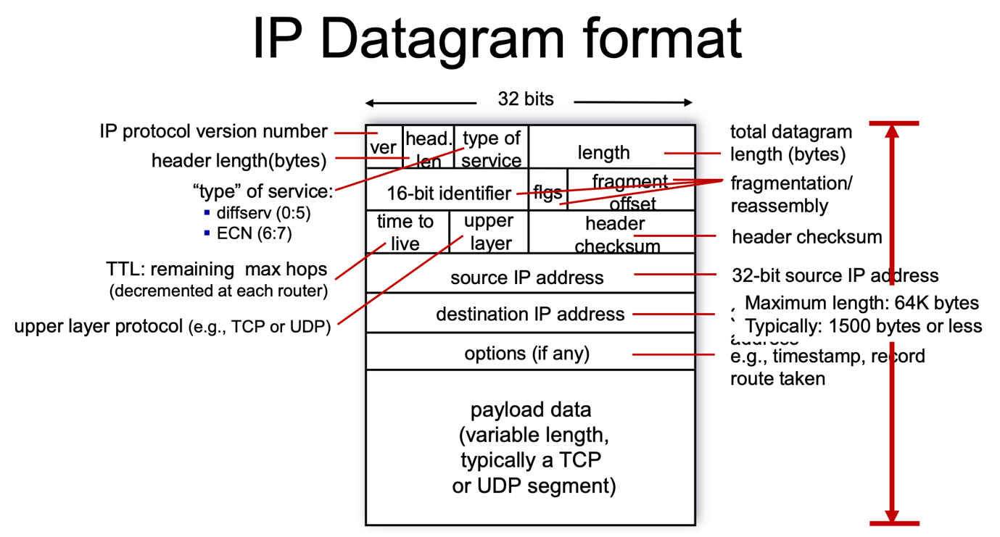 IP Datagram format
32 bits
IP protocol version number
header length(bytes)
“type” of service:
diffserv (0:5)
ECN (6:7)
TTL: remaining  max hops
(decremented at each router)
upper layer protocol (e.g., TCP or UDP)
ver
head.
len
type of
service
length
16-bit identifier
flgs
fragment
offset
time to
live
upper
layer
header
checksum
source IP address
destination IP address
options (if any)
payload data
(variable length,
typically a TCP
or UDP segment)
total datagram
length (bytes)
fragmentation/
reassembly
header checksum
32-bit source IP address
Maximum length: 64K bytes
Typically: 1500 bytes or less
e.g., timestamp, record
route taken